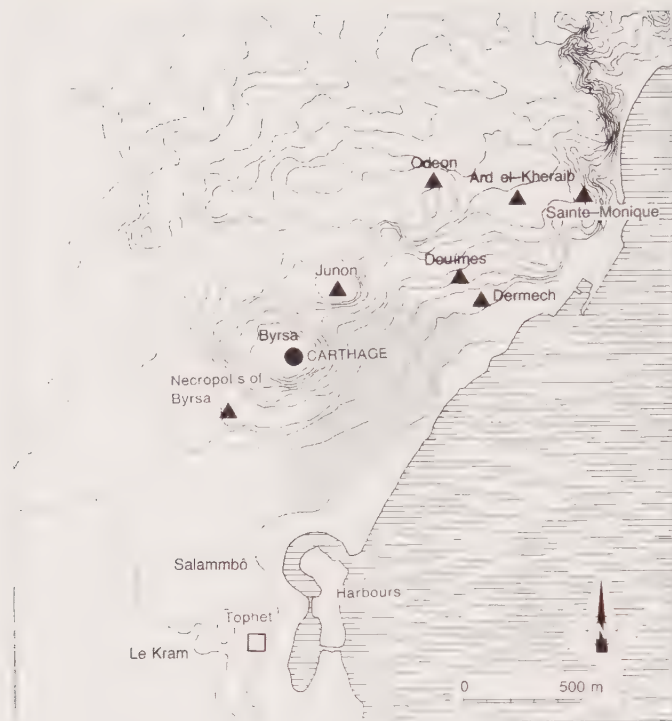 Odeon
Ard el-Kheraib
Sainte-Monique
Douimes
Junon
Dermech
Byrsa
CARTHAGE
Necropolis of
Byrsa
Salammbô
Harbours
Tophet
Le Kram
0 500 m